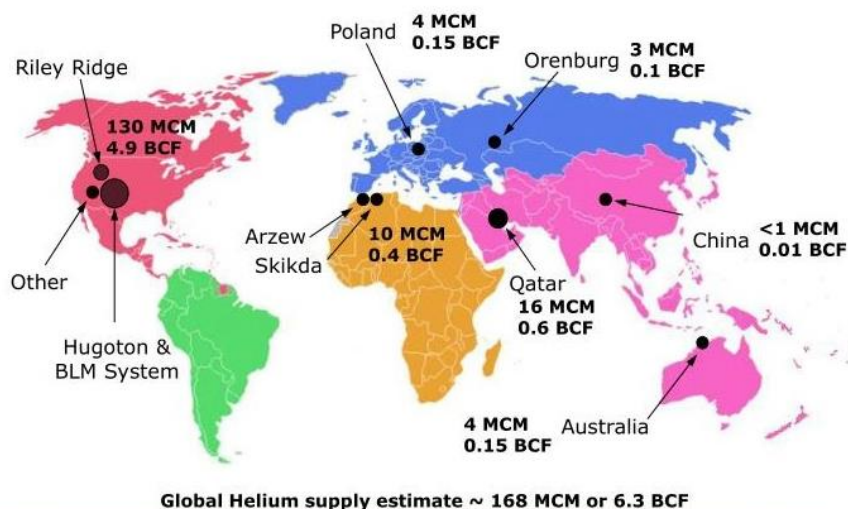 4 MCM
0.15 BCF
Poland
3 MCM
0.1 BCF
Orenburg
Riley Ridge
130 MCM
4.9 BCF
Other
Hugoton &
BLM System
Arzew
Skikda
10 MCM
0.4 BCF
Qatar
16 MCM
0.6 BCF
<1 MCM
0.01 BCF
China
4 MCM
0.15 BCF
Australia
Global Helium supply estimate ~ 168 MCM or 6.3 BCF